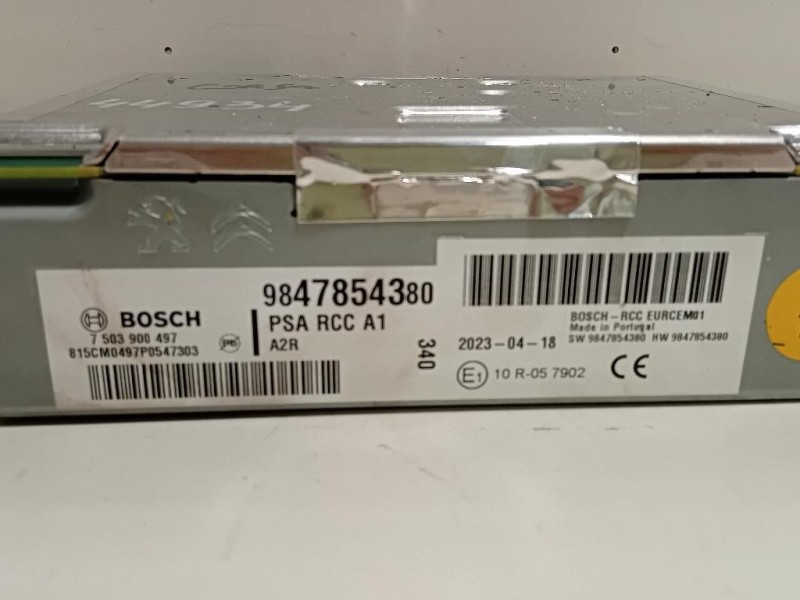 BOSCH
7 503 900 497
815CM0497P0547303
Pb
9847854380
PSA RCC A1
A2R
340
2023-04-18
E1 10 R-05 7902
BOSCH-RCC EURCEM01
Made in Portugal
SW 9847854380 HW 9847854380
CE